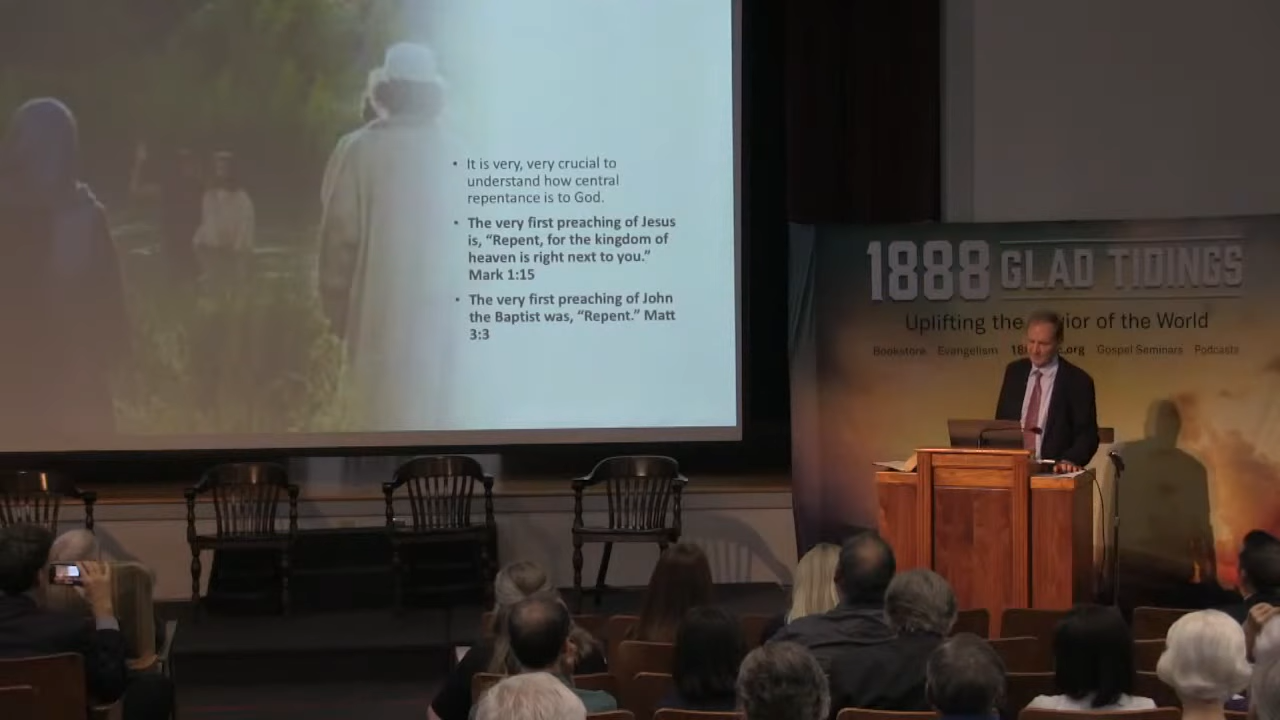 • It is very, very crucial to
understand how central
repentance is to God.
• The very first preaching of Jesus
is, “Repent, for the kingdom of
heaven is right next to you.”
Mark 1:15
• The very first preaching of John
the Baptist was, “Repent.” Matt
3:3
1888 GLAD TIDINGS
Uplifting the of the World
Bookstore Evangelism .org Gospel Seminars Podcasts